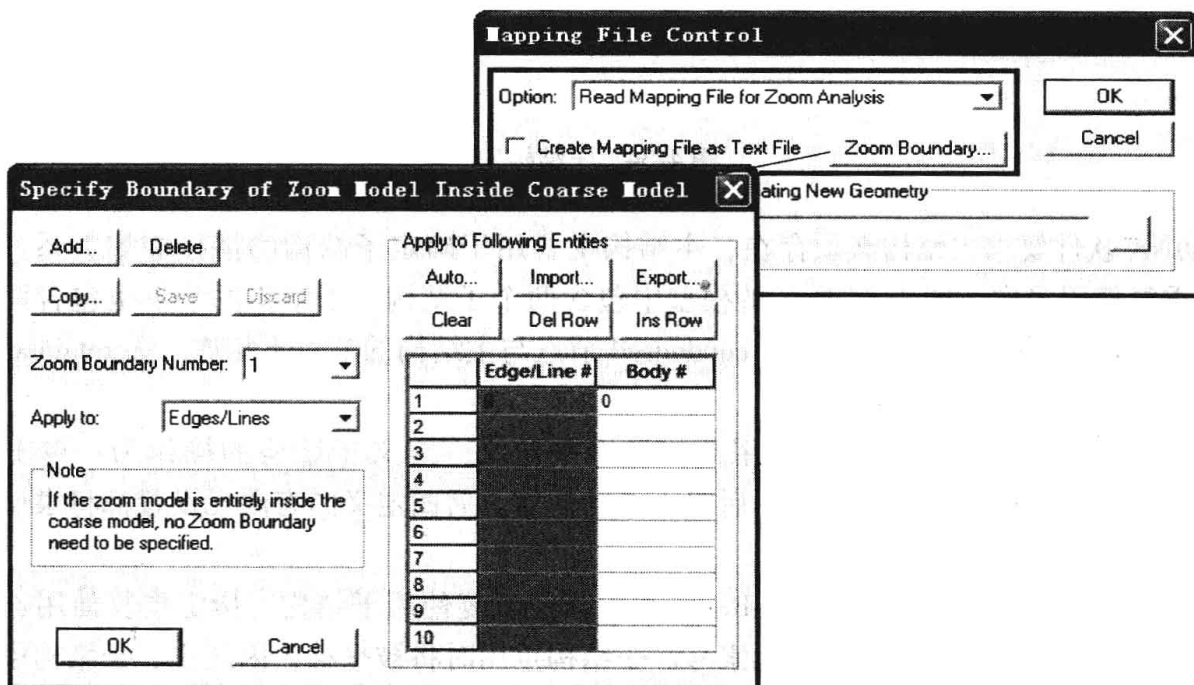 Mapping File Control
Option: Read Mapping File for Zoom Analysis
OK
Create Mapping File as Text File
Zoom Boundary...
Cancel
ating New Geometry
Specify Boundary of Zoom Model Inside Coarse Model
Add...
Delete
Copy...
Save
Discard
Zoom Boundary Number: 1
Apply to: Edges/Lines
Note
If the zoom model is entirely inside the
coarse model, no Zoom Boundary
need to be specified.
OK
Cancel
Apply to Following Entities
Auto...
Import...
Export...
Clear
Del Row
Ins Row
Edge/Line #
Body #
1 0 0
2
3
4
5
6
7
8
9
10